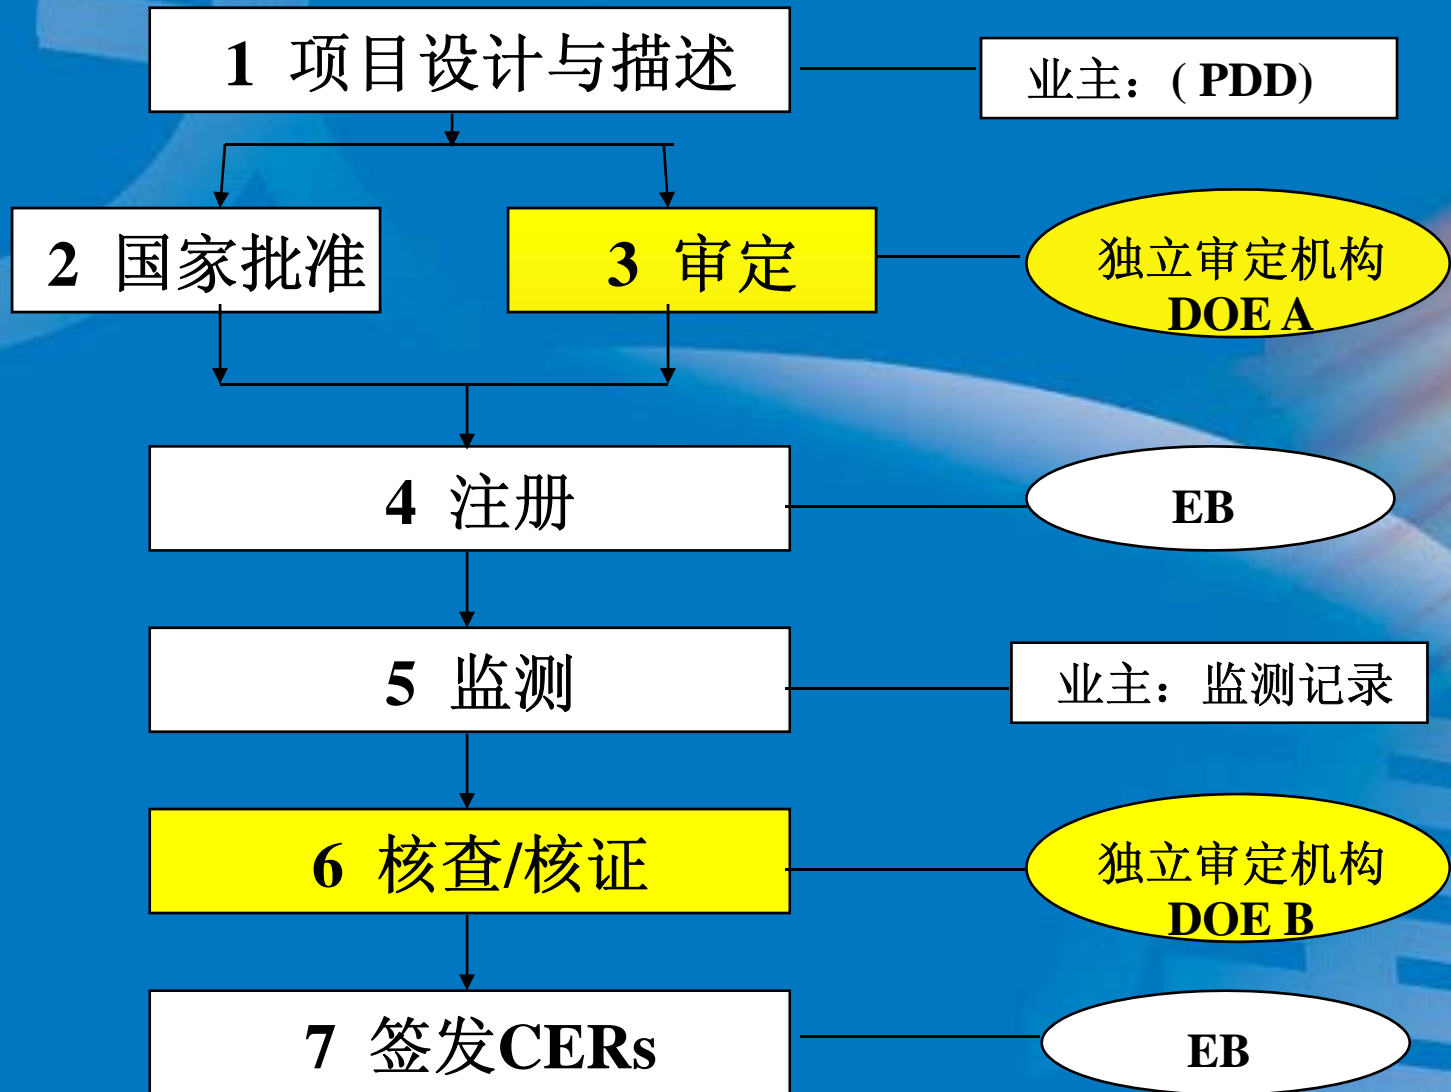 1 项目设计与描述
业主：( PDD)
2 国家批准
3 审定
独立审定机构
DOE A
4 注册
EB
5 监测
业主：监测记录
6 核查/核证
独立审定机构
DOE B
7 签发CERs
EB